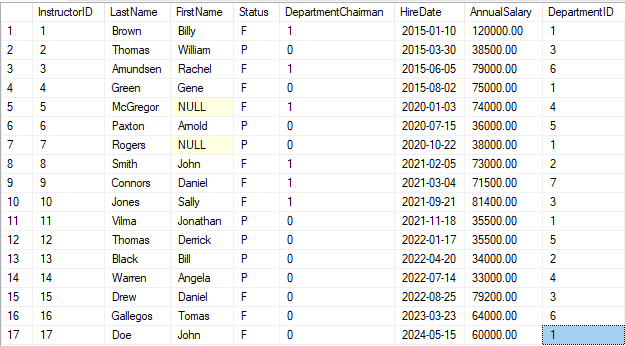 InstructorID LastName FirstName Status DepartmentChairman HireDate AnnualSalary DepartmentID
1 1 Brown Billy F 1 2015-01-10 120000.00 1
2 2 Thomas William P 0 2015-03-30 38500.00 3
3 3 Amundsen Rachel F 1 2015-06-05 79000.00 6
4 4 Green Gene F 0 2015-08-02 75000.00 1
5 5 McGregor NULL F 1 2020-01-03 74000.00 4
6 6 Paxton Arnold P 0 2020-07-15 36000.00 5
7 7 Rogers NULL P 0 2020-10-22 38000.00 1
8 8 Smith John F 1 2021-02-05 73000.00 2
9 9 Connors Daniel F 1 2021-03-04 71500.00 7
10 10 Jones Sally F 1 2021-09-21 81400.00 3
11 11 Vilma Jonathan P 0 2021-11-18 35500.00 1
12 12 Thomas Derrick P 0 2022-01-17 35500.00 5
13 13 Black Bill P 0 2022-04-20 34000.00 2
14 14 Warren Angela P 0 2022-07-14 33000.00 4
15 15 Drew Daniel F 0 2022-08-25 79200.00 3
16 16 Gallegos Tomas F 0 2023-03-23 64000.00 6
17 17 Doe John F 0 2024-05-15 60000.00 1